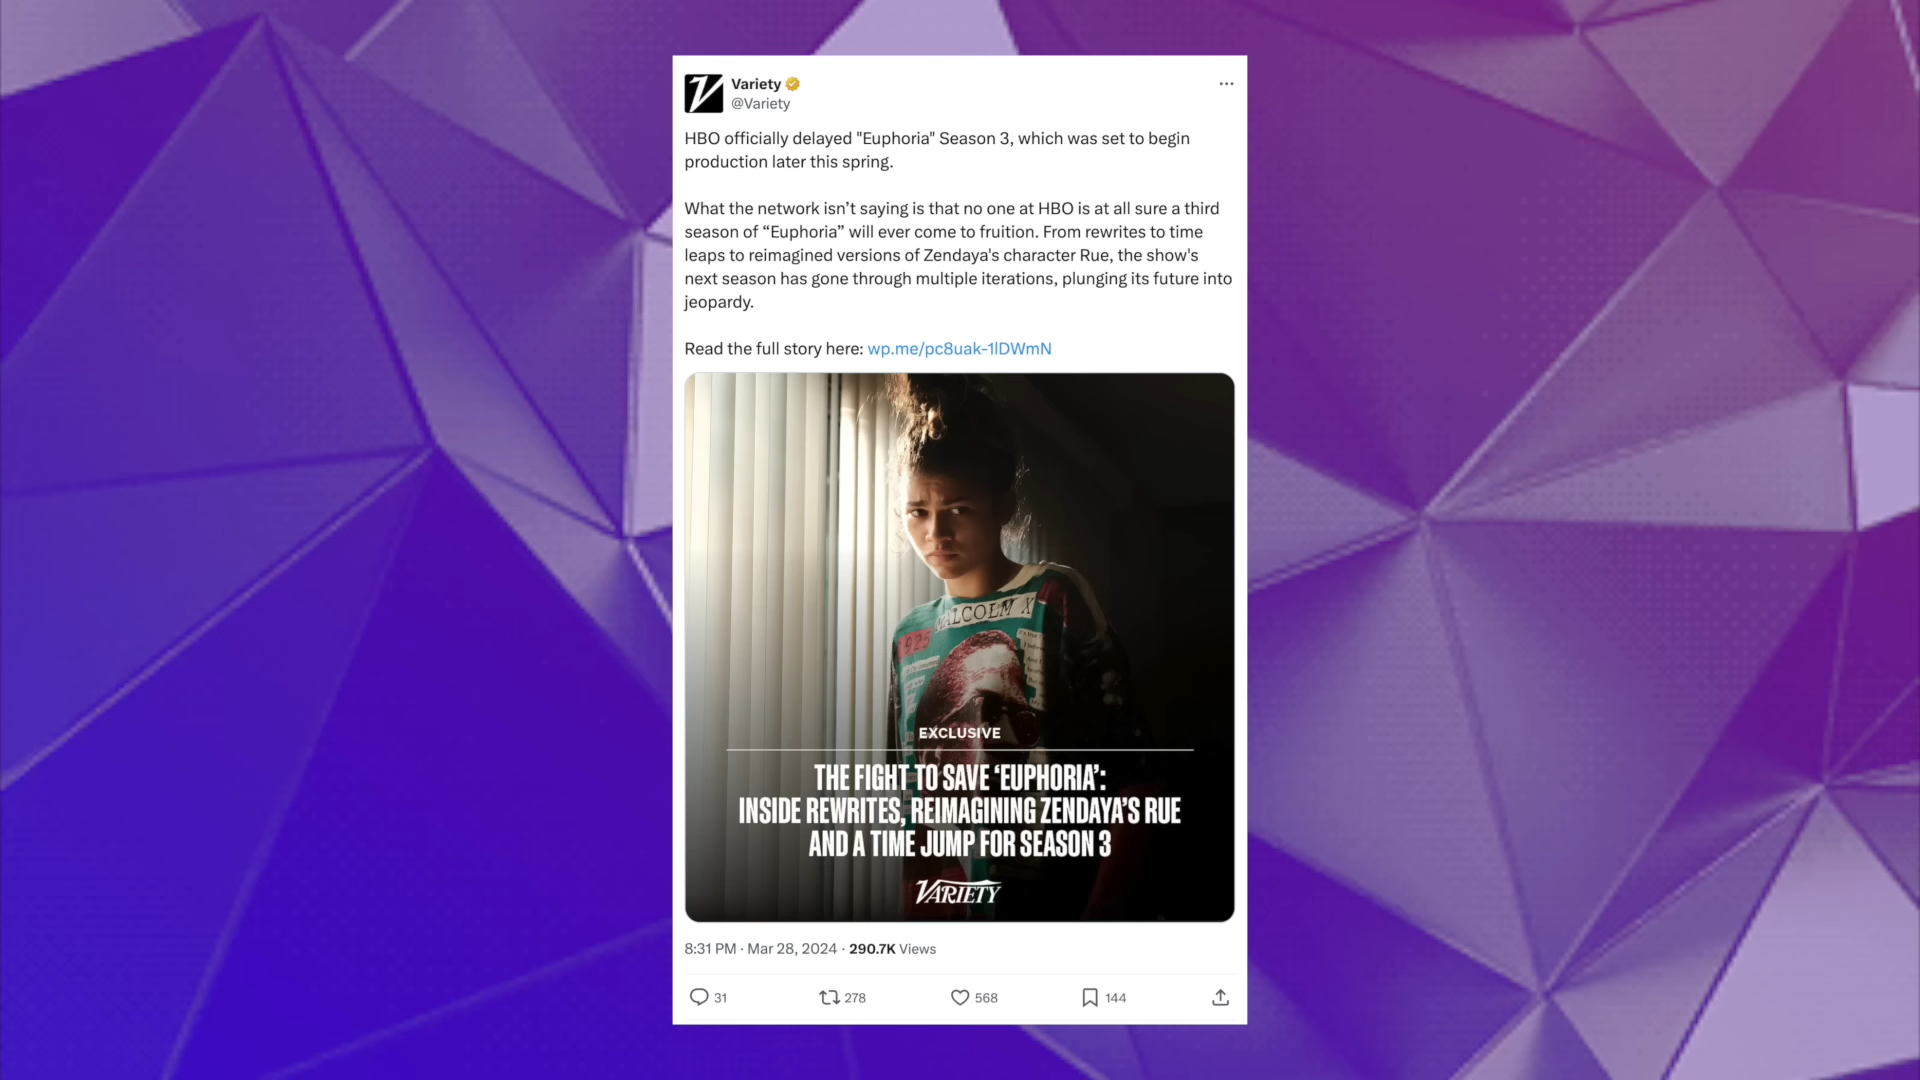 Variety
@Variety
HBO officially delayed "Euphoria" Season 3, which was set to begin
production later this spring.
What the network isn’t saying is that no one at HBO is at all sure a third
season of “Euphoria” will ever come to fruition. From rewrites to time
leaps to reimagined versions of Zendaya's character Rue, the show's
next season has gone through multiple iterations, plunging its future into
jeopardy.
Read the full story here: wp.me/pc8uak-1lDWmN
MALCOLM X
1925
EXCLUSIVE
THE FIGHT TO SAVE ‘EUPHORIA’:
INSIDE REWRITES, REIMAGINING ZENDAYA’S RUE
AND A TIME JUMP FOR SEASON 3
VARIETY
8:31 PM · Mar 28, 2024 · 290.7K Views
31 278 568 144